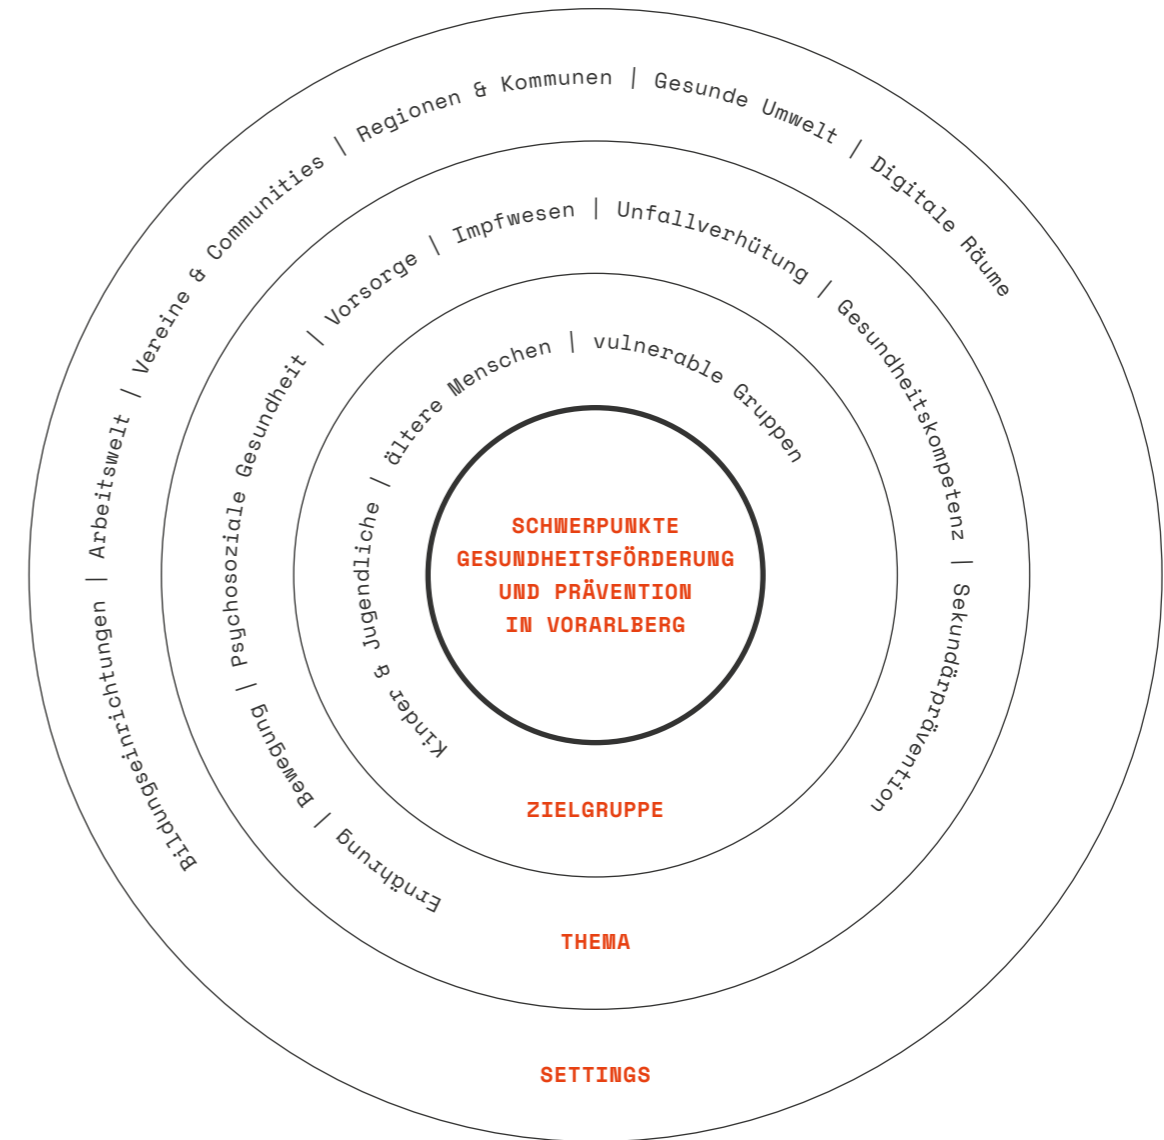 Bildungseinrichtungen | Arbeitswelt | Vereine & Communities | Regionen & Kommunen | Gesunde Umwelt | Digitale Räume
Ernährung | Bewegung | Psychosoziale Gesundheit | Vorsorge | Impfwesen | Unfallverhütung | Gesundheitskompetenz | Sekundärprävention
Kinder & Jugendliche | ältere Menschen | vulnerable Gruppen
SCHWERPUNKTE
GESUNDHEITSFÖRDERUNG
UND PRÄVENTION
IN VORARLBERG
ZIELGRUPPE
THEMA
SETTINGS